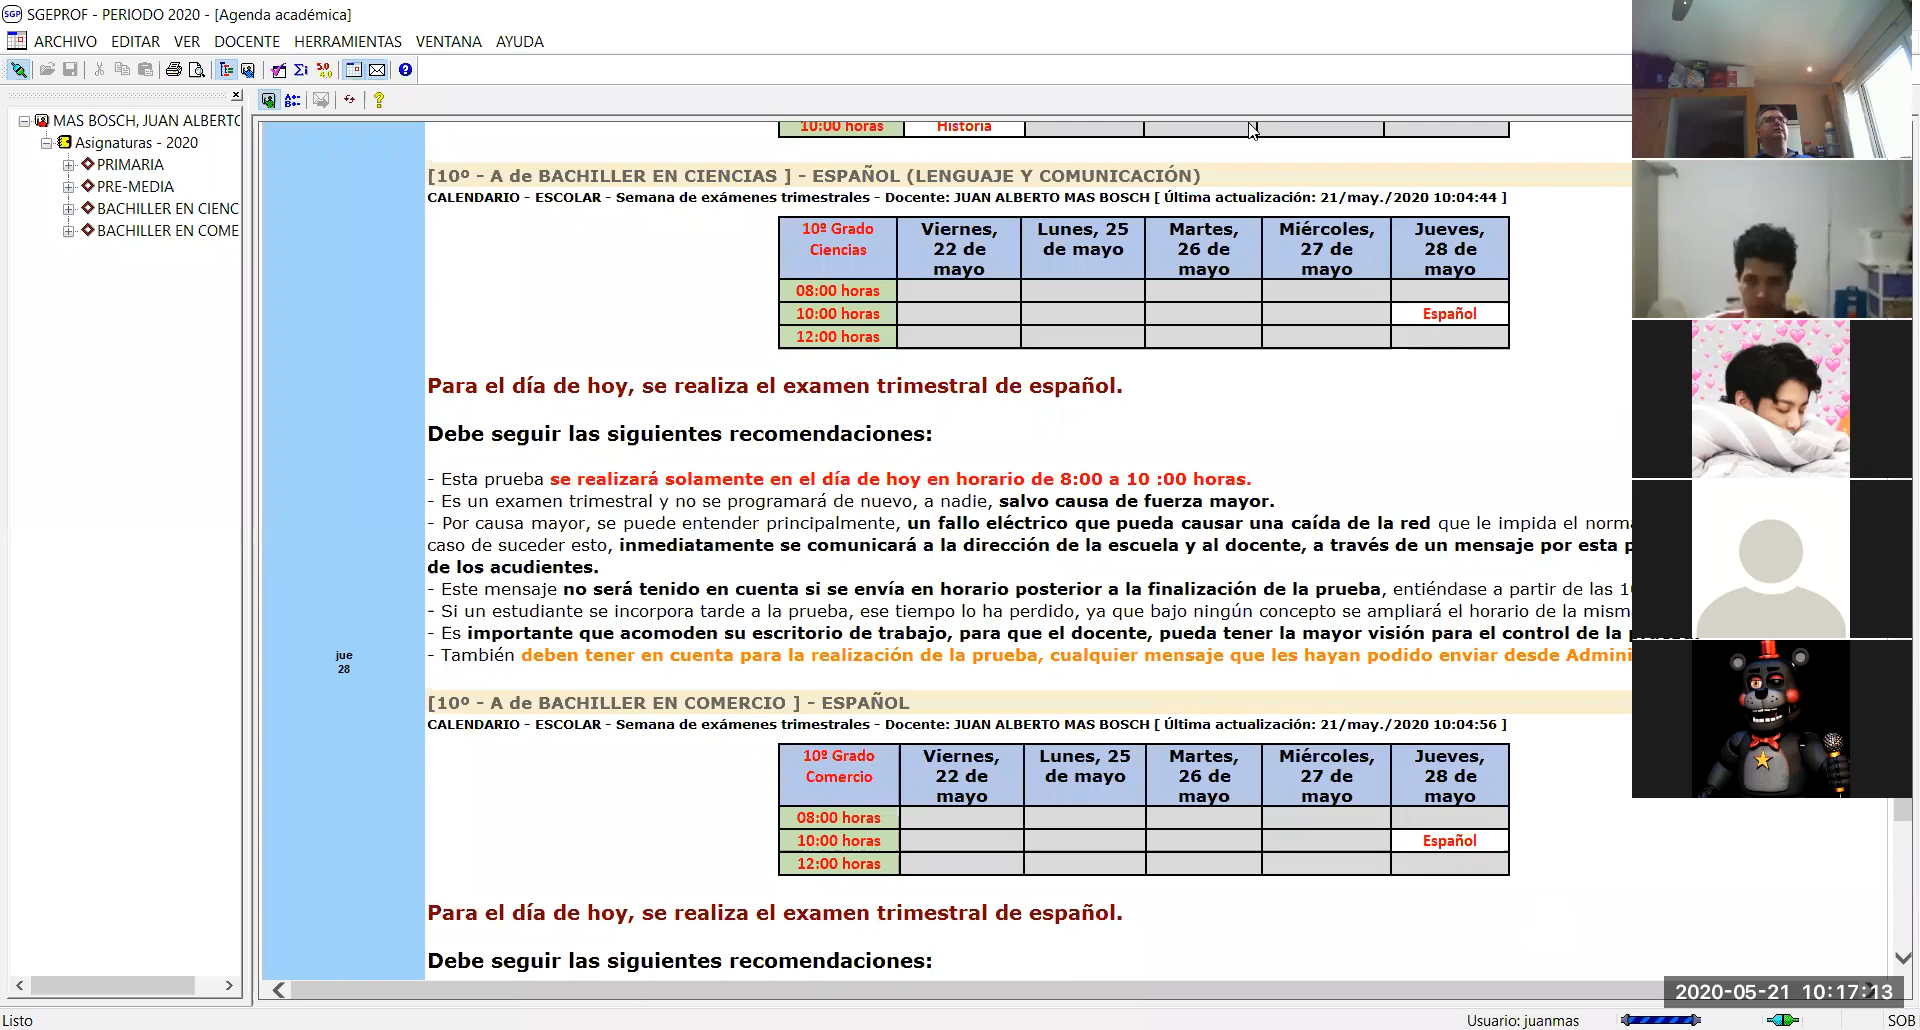 SGP SGEPROF - PERIODO 2020 - [Agenda académica]
ARCHIVO EDITAR VER DOCENTE HERRAMIENTAS VENTANA AYUDA
MAS BOSCH, JUAN ALBERTO
Asignaturas - 2020
PRIMARIA
PRE-MEDIA
BACHILLER EN CIENC
BACHILLER EN COME
10:00 horas Historia
[10º - A de BACHILLER EN CIENCIAS ] - ESPAÑOL (LENGUAJE Y COMUNICACIÓN)
CALENDARIO - ESCOLAR - Semana de exámenes trimestrales - Docente: JUAN ALBERTO MAS BOSCH [ Última actualización: 21/may./2020 10:04:44 ]
10º Grado Viernes, Lunes, 25 Martes, Miércoles, Jueves,
Ciencias 22 de de mayo 26 de 27 de 28 de
mayo mayo mayo mayo
08:00 horas
10:00 horas Español
12:00 horas
Para el día de hoy, se realiza el examen trimestral de español.
Debe seguir las siguientes recomendaciones:
- Esta prueba se realizará solamente en el día de hoy en horario de 8:00 a 10 :00 horas.
- Es un examen trimestral y no se programará de nuevo, a nadie, salvo causa de fuerza mayor.
- Por causa mayor, se puede entender principalmente, un fallo eléctrico que pueda causar una caída de la red que le impida el norma
caso de suceder esto, inmediatamente se comunicará a la dirección de la escuela y al docente, a través de un mensaje por esta p
de los acudientes.
- Este mensaje no será tenido en cuenta si se envía en horario posterior a la finalización de la prueba, entiéndase a partir de las 1
- Si un estudiante se incorpora tarde a la prueba, ese tiempo lo ha perdido, ya que bajo ningún concepto se ampliará el horario de la mism
- Es importante que acomoden su escritorio de trabajo, para que el docente, pueda tener la mayor visión para el control de la
jue
28
- También deben tener en cuenta para la realización de la prueba, cualquier mensaje que les hayan podido enviar desde Admini
[10º - A de BACHILLER EN COMERCIO ] - ESPAÑOL
CALENDARIO - ESCOLAR - Semana de exámenes trimestrales - Docente: JUAN ALBERTO MAS BOSCH [ Última actualización: 21/may./2020 10:04:56 ]
10º Grado Viernes, Lunes, 25 Martes, Miércoles, Jueves,
Comercio 22 de de mayo 26 de 27 de 28 de
mayo mayo mayo mayo
08:00 horas
10:00 horas Español
12:00 horas
Para el día de hoy, se realiza el examen trimestral de español.
Debe seguir las siguientes recomendaciones:
2020-05-21 10:17:13
Listo Usuario: juanmas SOB